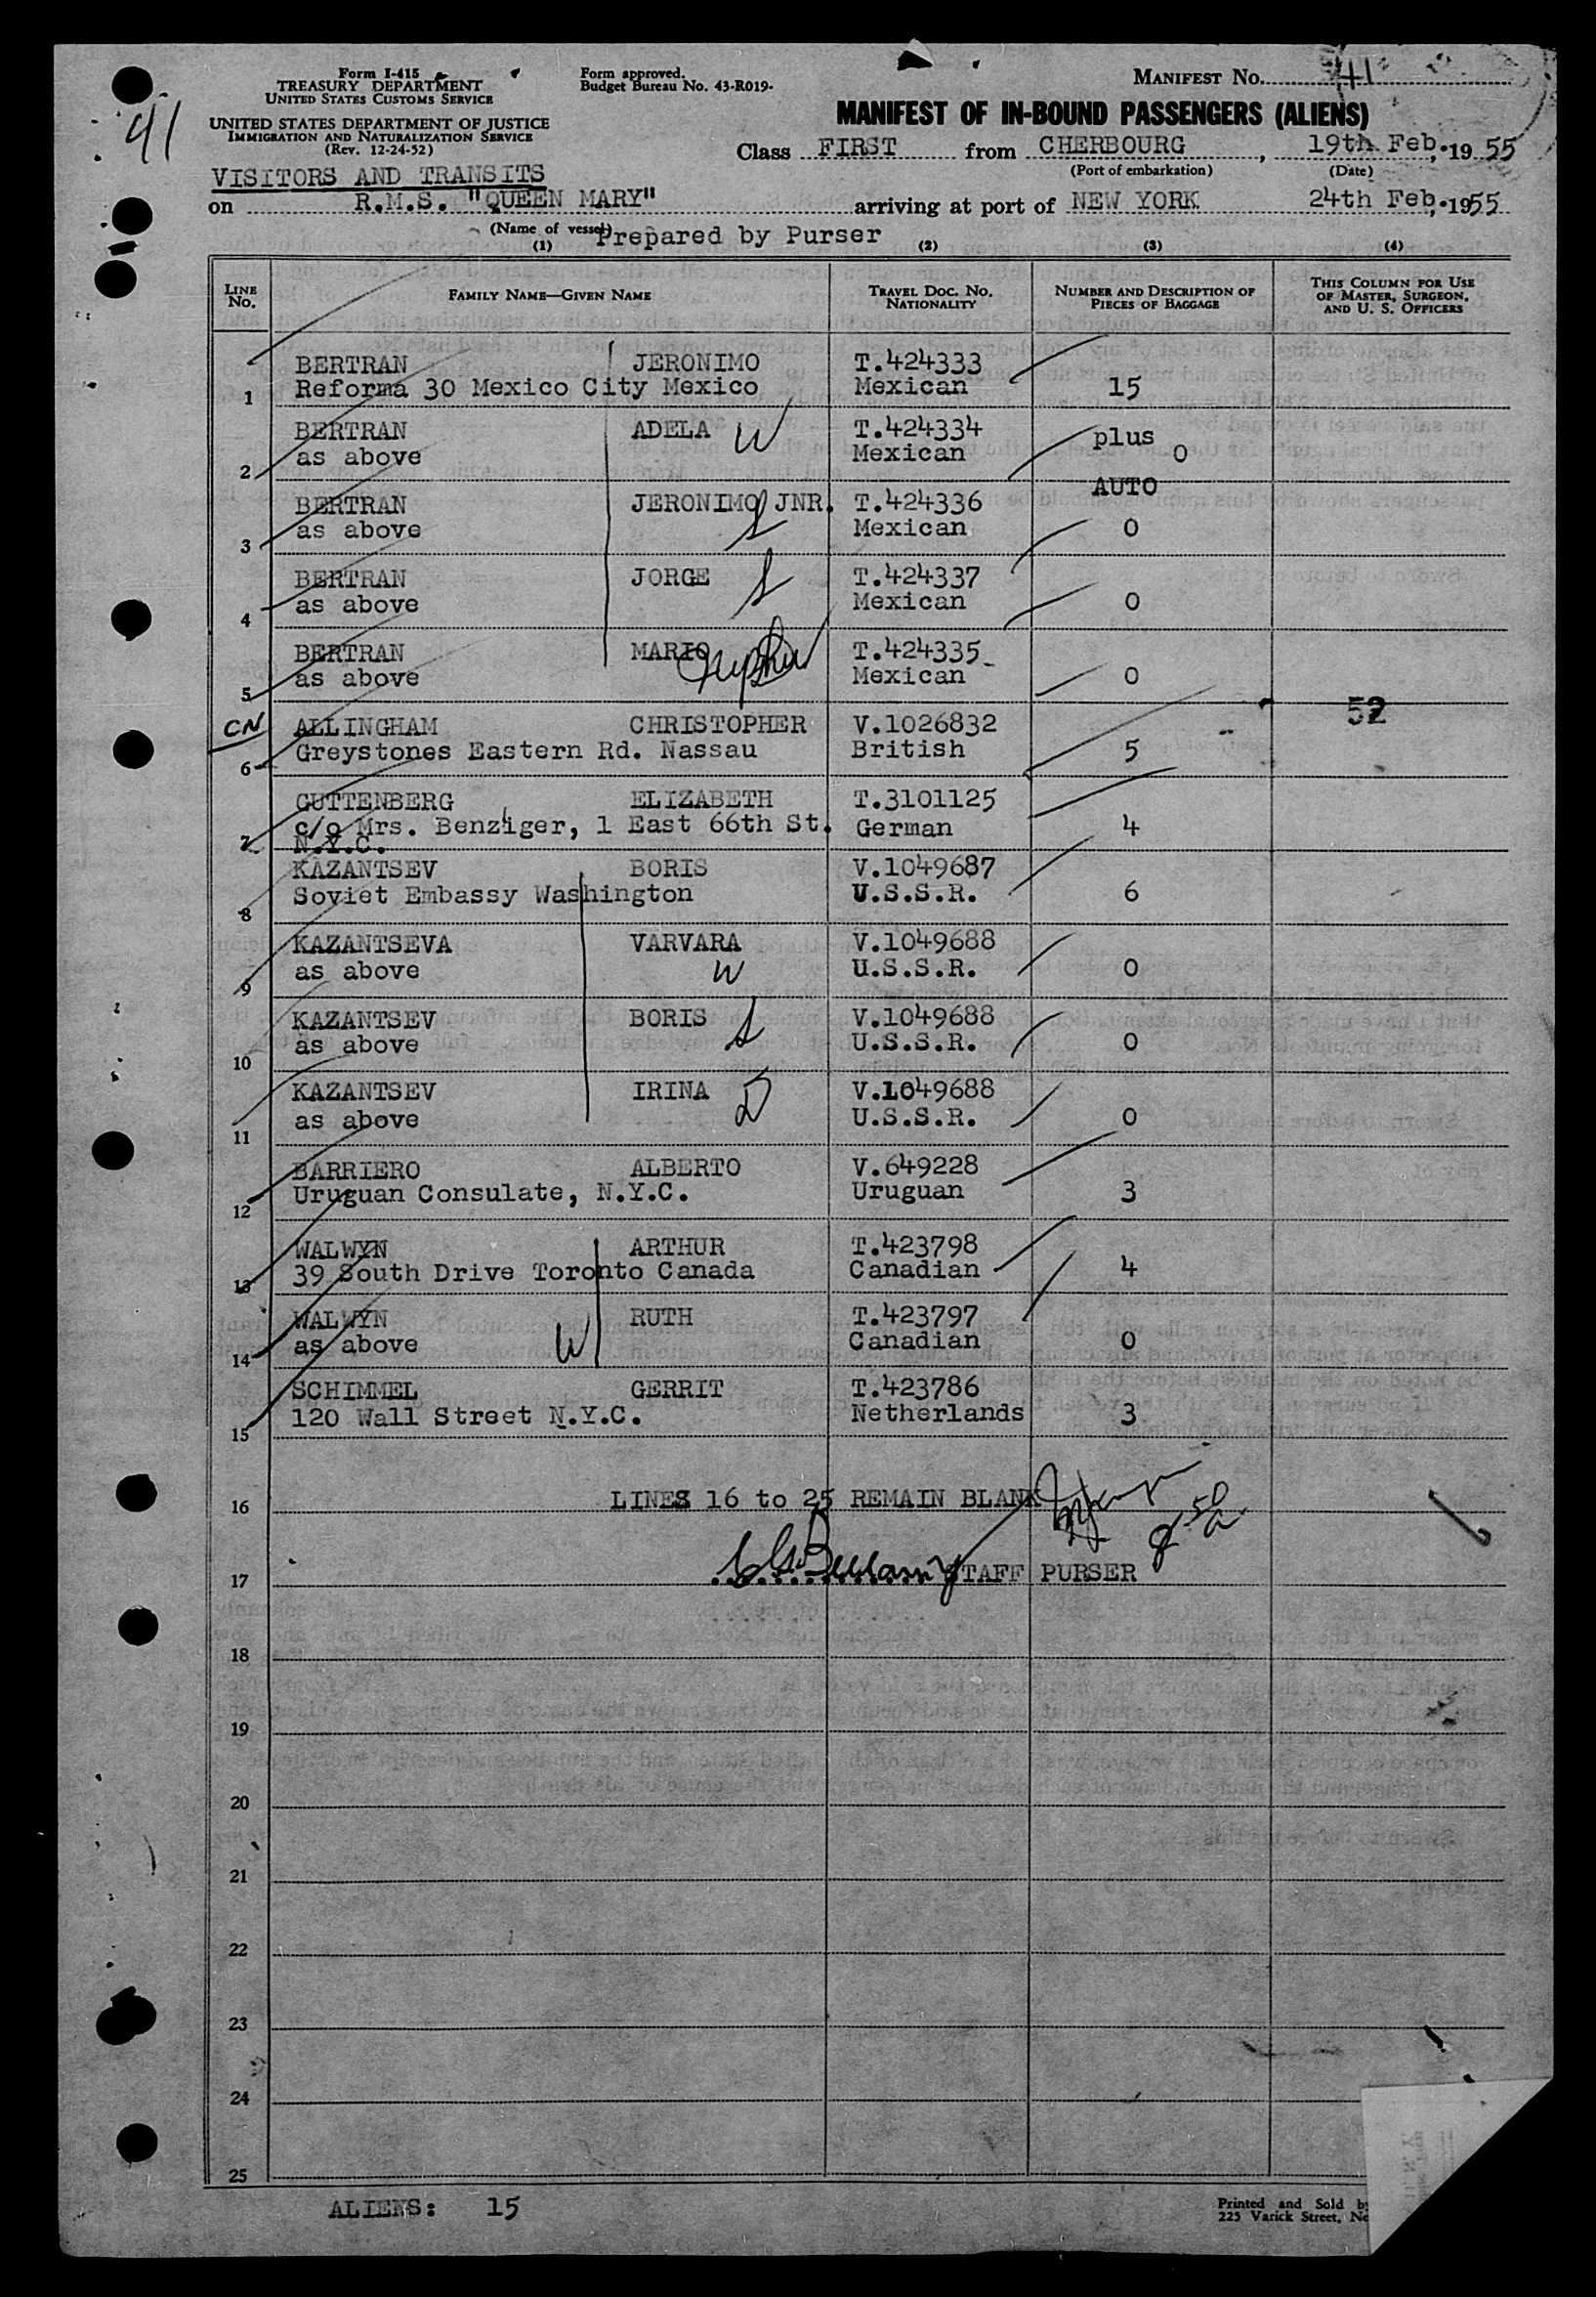 41
Form I-415
TREASURY DEPARTMENT
UNITED STATES CUSTOMS SERVICE
UNITED STATES DEPARTMENT OF JUSTICE
IMMIGRATION AND NATURALIZATION SERVICE
(Rev. 12-24-52)
Form approved.
Budget Bureau No. 43-R019-
MANIFEST NO. 41
MANIFEST OF IN-BOUND PASSENGERS (ALIENS)
Class FIRST from CHERBOURG, 19th Feb., 1955
(Port of embarkation) (Date)
VISITORS AND TRANSITS
on R.M.S. "QUEEN MARY" arriving at port of NEW YORK 24th Feb., 1955
(Name of vessel) Prepared by Purser
(1) (2) (3) (4)
LINE NO. FAMILY NAME—GIVEN NAME TRAVEL DOC. NO. NATIONALITY NUMBER AND DESCRIPTION OF PIECES OF BAGGAGE THIS COLUMN FOR USE OF MASTER, SURGEON, AND U. S. OFFICERS
BERTRAN JERONIMO T.424333
1 Reforma 30 Mexico City Mexico Mexican 15
BERTRAN ADELA W T.424334 plus
2 as above Mexican 0
AUTO
BERTRAN JERONIMO JNR. S T.424336
3 as above Mexican 0
BERTRAN JORGE S T.424337
4 as above Mexican 0
BERTRAN MARIO Nephew T.424335
5 as above Mexican 0
CN ALLINGHAM CHRISTOPHER V.1026832 52
6 Greystones Eastern Rd. Nassau British 5
GUTTENBERG ELIZABETH T.3101125
7 c/o Mrs. Benziger, 1 East 66th St. German 4
N.Y.C.
KAZANTSEV BORIS V.1049687
8 Soviet Embassy Washington U.S.S.R. 6
KAZANTSEVA VARVARA V.1049688
9 as above W U.S.S.R. 0
KAZANTSEV BORIS S V.1049688
10 as above U.S.S.R. 0
KAZANTSEV IRINA D V.1049688
11 as above U.S.S.R. 0
BARRIERO ALBERTO V.649228
12 Uruguan Consulate, N.Y.C. Uruguan 3
WALWYN ARTHUR T.423798
13 39 South Drive Toronto Canada Canadian 4
WALWYN RUTH T.423797
14 as above W Canadian 0
SCHIMMEL GERRIT T.423786
15 120 Wall Street N.Y.C. Netherlands 3
16 LINES 16 to 25 REMAIN BLANK
17 STAFF PURSER
18
19
20
21
22
23
24
25
ALIENS: 15
Printed and Sold
225 Varick Street,